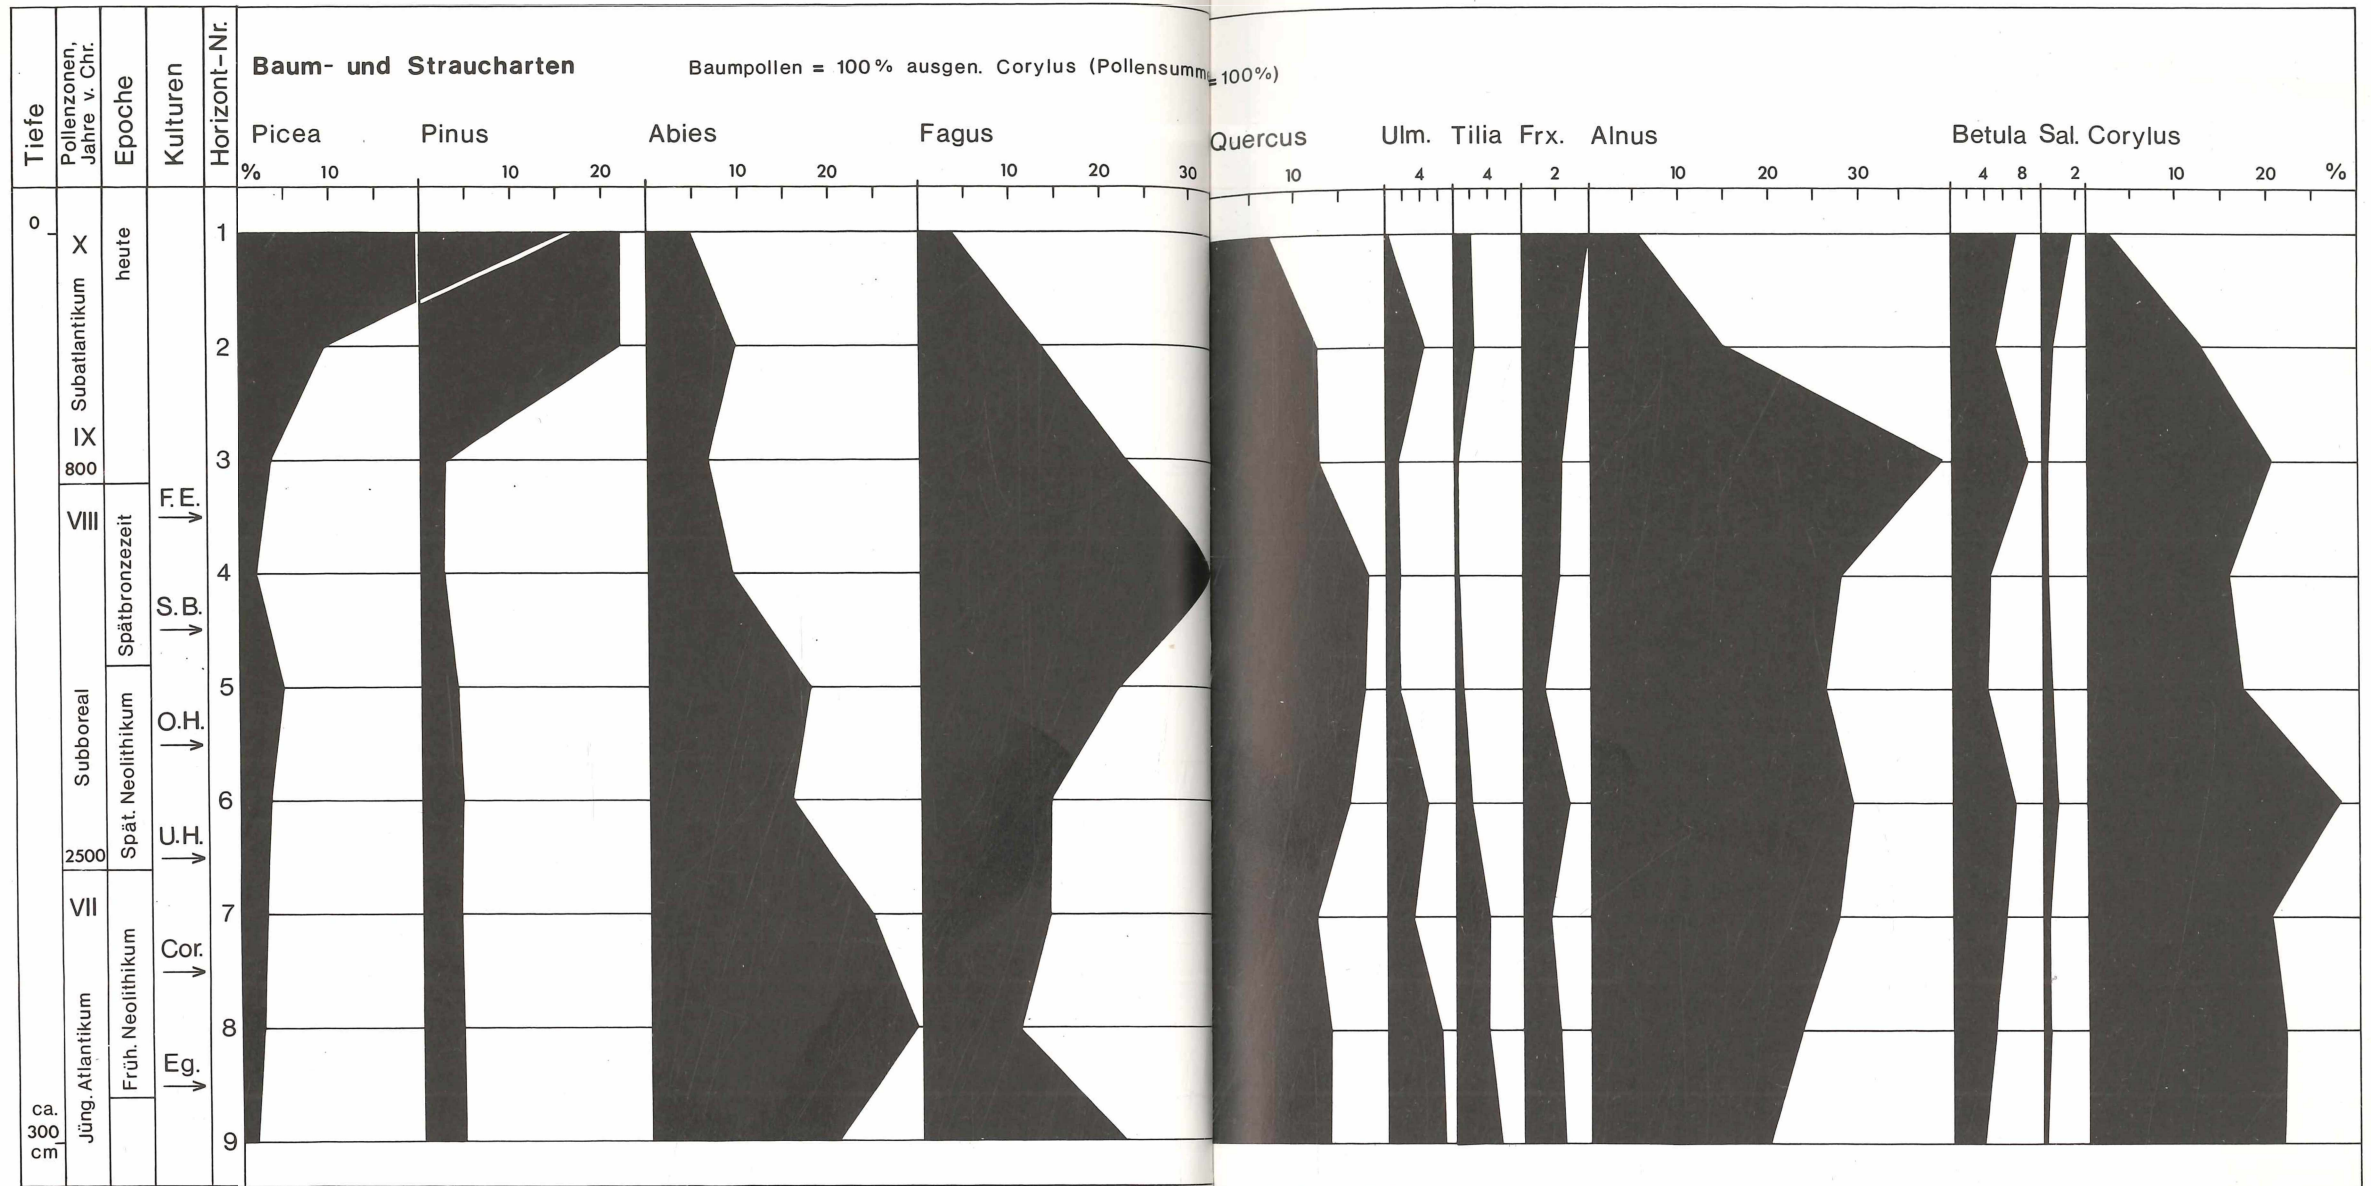 Tiefe
Pollenzonen,
Jahre v. Chr.
Epoche
Kulturen
Horizont-Nr.
Baum- und Straucharten
Baumpollen = 100% ausgen. Corylus (Pollensumm = 100%)
Picea Pinus Abies Fagus Quercus Ulm. Tilia Frx. Alnus Betula Sal. Corylus
% 10 10 20 10 20 10 20 30 10 4 4 2 10 20 30 4 8 2 10 20 %
0
X
Subatlantikum
IX
800
VIII
Subboreal
2500
VII
Jüng. Atlantikum
heute
Spätbronzezeit
Spät. Neolithikum
Früh. Neolithikum
F.E.
S.B.
O.H.
U.H.
Cor.
Eg.
1
2
3
4
5
6
7
8
9
ca.
300
cm